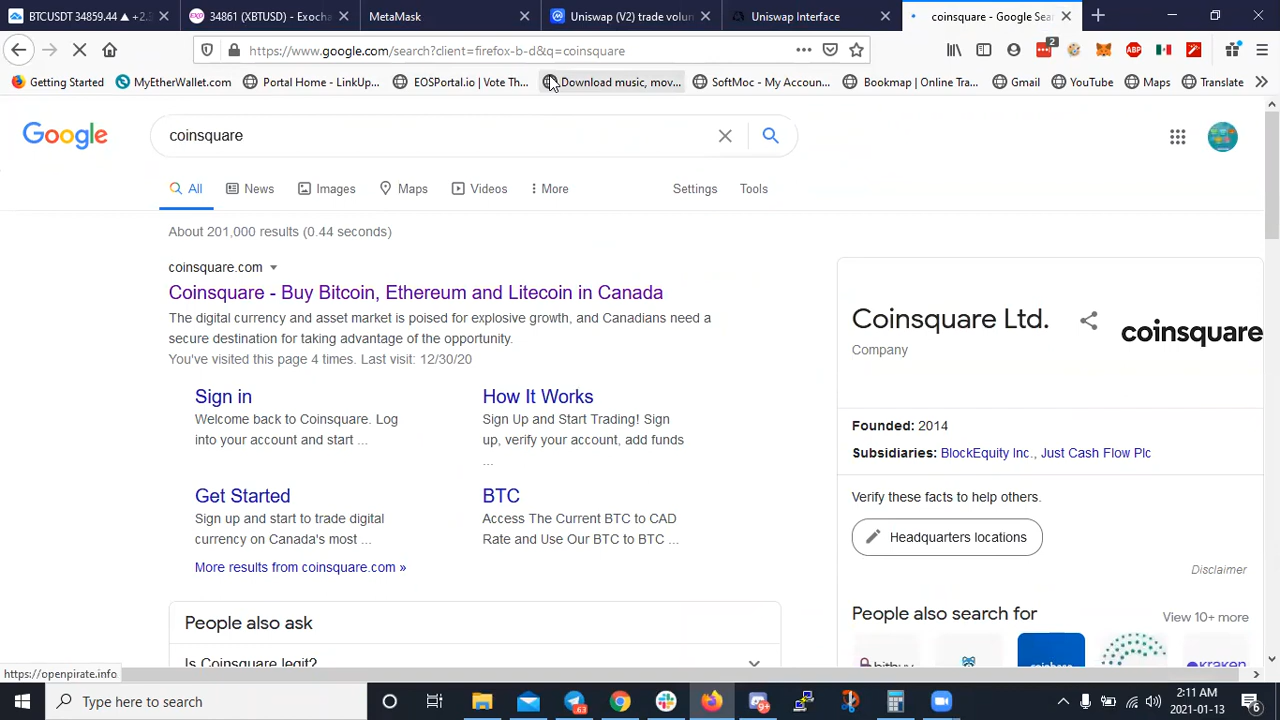 BTCUSDT 34859.44 ▲ +2.3
34861 (XBTUSD) - Exocha
MetaMask
Uniswap (V2) trade volun
Uniswap Interface
coinsquare - Google Sea
https://www.google.com/search?client=firefox-b-d&q=coinsquare
2
ABP
Getting Started
MyEtherWallet.com
Portal Home - LinkUp...
EOSPortal.io | Vote Th...
Download music, mov...
SoftMoc - My Accoun...
Bookmap | Online Tra...
Gmail
YouTube
Maps
Translate
Google
coinsquare
All
News
Images
Maps
Videos
More
Settings
Tools
About 201,000 results (0.44 seconds)
coinsquare.com
Coinsquare - Buy Bitcoin, Ethereum and Litecoin in Canada
The digital currency and asset market is poised for explosive growth, and Canadians need a
secure destination for taking advantage of the opportunity.
You've visited this page 4 times. Last visit: 12/30/20
Sign in
Welcome back to Coinsquare. Log
into your account and start ...
How It Works
Sign Up and Start Trading! Sign
up, verify your account, add funds
...
Get Started
Sign up and start to trade digital
currency on Canada's most ...
BTC
Access The Current BTC to CAD
Rate and Use Our BTC to BTC ...
More results from coinsquare.com »
People also ask
Is Coinsquare legit?
Coinsquare Ltd.
Company
coinsquare
Founded: 2014
Subsidiaries: BlockEquity Inc., Just Cash Flow Plc
Verify these facts to help others.
Headquarters locations
Disclaimer
People also search for
View 10+ more
bitbuy
coinbase
kraken
https://openpirate.info
Type here to search
63
9+
2:11 AM
2021-01-13
6